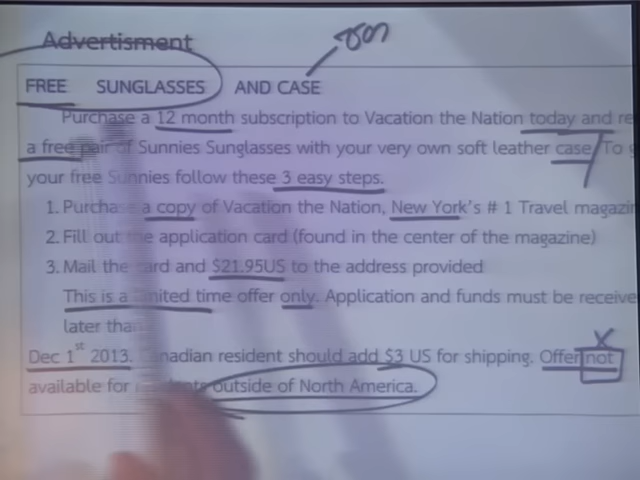 Advertisment
FREE SUNGLASSES AND CASE
Purchase a 12 month subscription to Vacation the Nation today and
a free pair of Sunnies Sunglasses with your very own soft leather case. To
your free Sunnies follow these 3 easy steps.
1. Purchase a copy of Vacation the Nation, New York's # 1 Travel
2. Fill out the application card (found in the center of the magazine)
3. Mail the card and $21.95US to the address provided
This is a limited time offer only. Application and funds must be
later than
Dec 1st 2013. Canadian resident should add $3 US for shipping. Offer not
available for residents outside of North America.